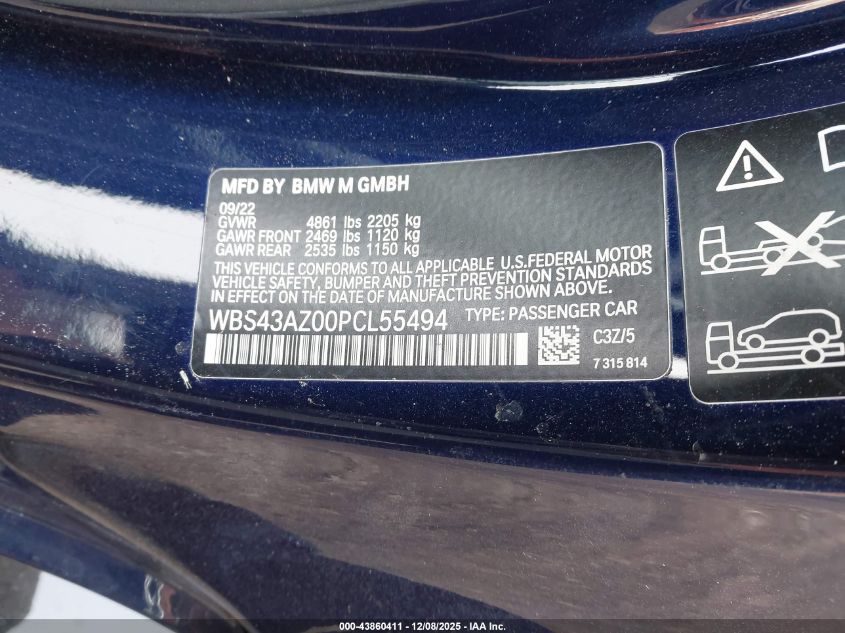 MFD BY BMW M GMBH
09/22
GVWR 4861 lbs 2205 kg
GAWR FRONT 2469 lbs 1120 kg
GAWR REAR 2535 lbs 1150 kg
THIS VEHICLE CONFORMS TO ALL APPLICABLE U.S.FEDERAL MOTOR
VEHICLE SAFETY, BUMPER AND THEFT PREVENTION STANDARDS
IN EFFECT ON THE DATE OF MANUFACTURE SHOWN ABOVE.
WBS43AZ00PCL55494 TYPE: PASSENGER CAR
C3Z/5
7 315 814
000-43860411 - 12/08/2025 - IAA Inc.